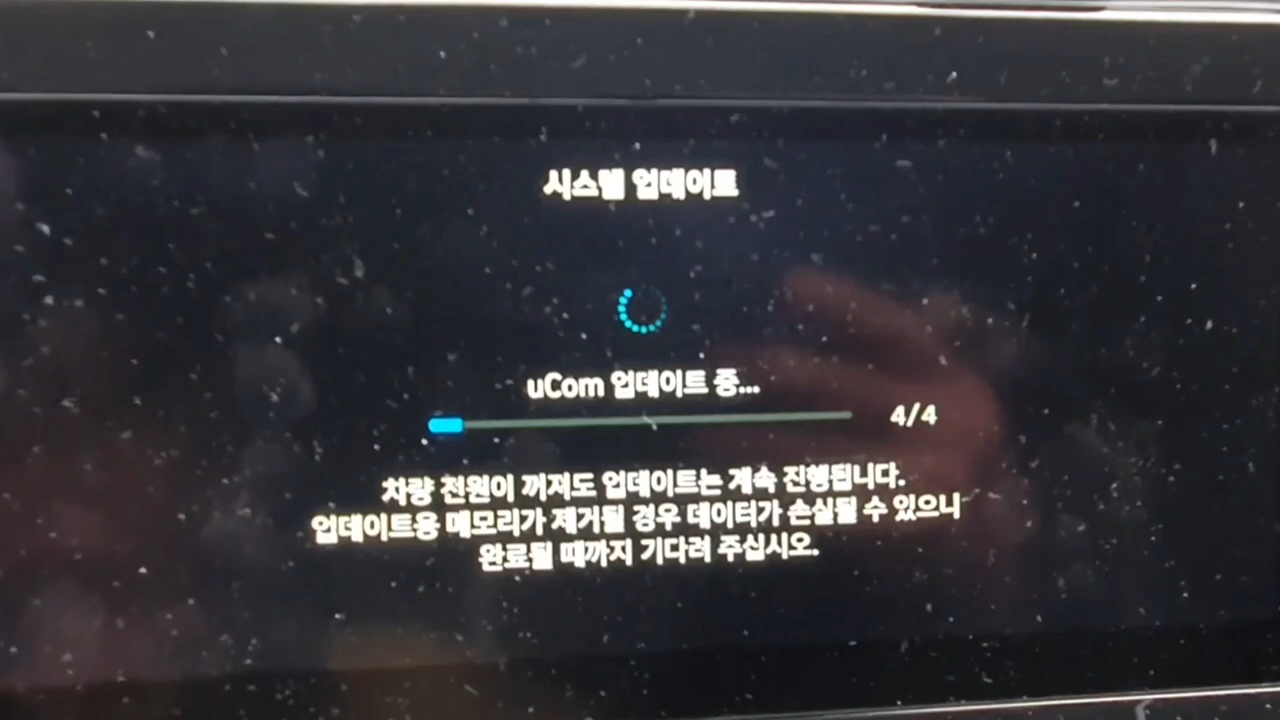 시스템 업데이트
uCom 업데이트 중...
4/4
차량 전원이 꺼져도 업데이트는 계속 진행됩니다.
업데이트용 메모리가 제거될 경우 데이터가 손실될 수 있으니
완료될 때까지 기다려 주십시오.